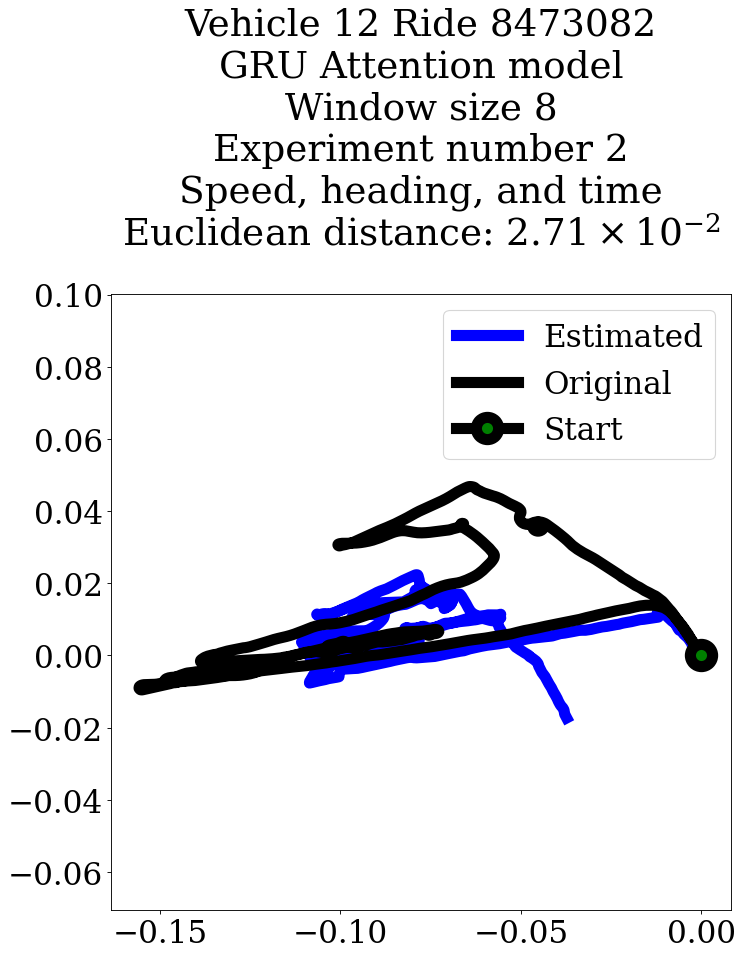 Vehicle 12 Ride 8473082
GRU Attention model
Window size 8
Experiment number 2
Speed, heading, and time
Euclidean distance: 2.71 × 10⁻²
0.10
0.08
0.06
0.04
0.02
0.00
−0.02
−0.04
−0.06
Estimated
Original
Start
−0.15
−0.10
−0.05
0.00